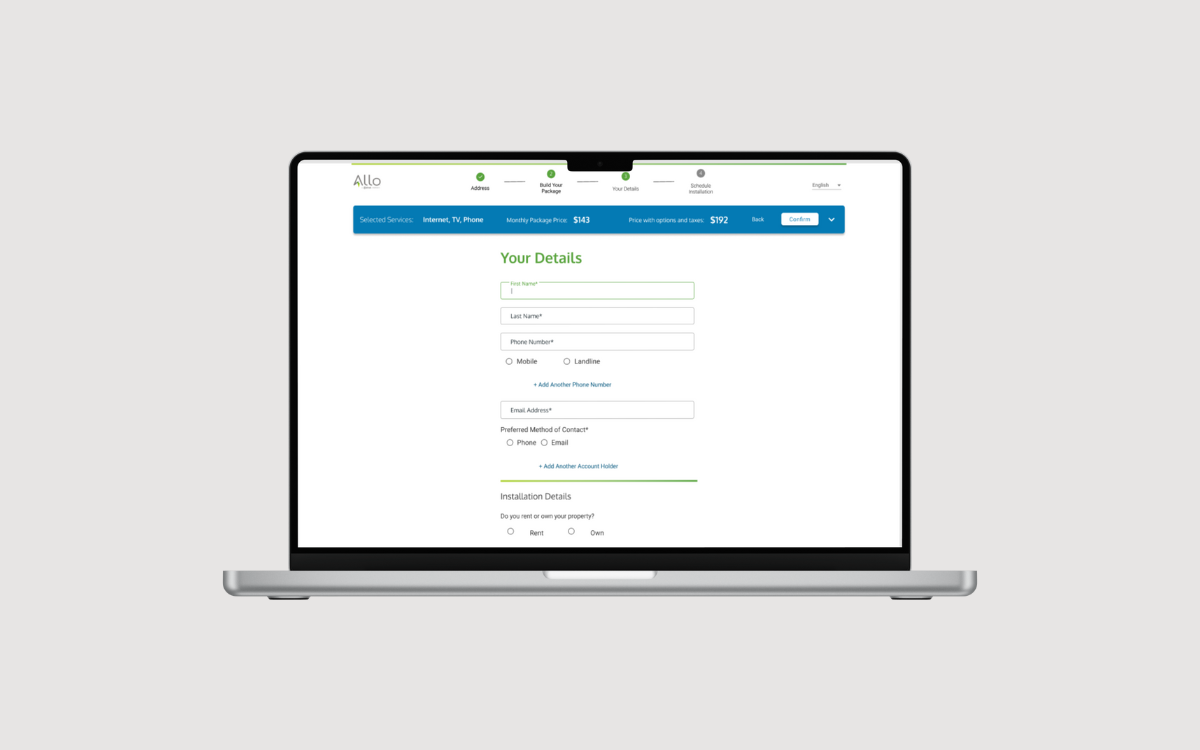 Allo
Address
Build Your
Package
Your Details
Schedule
Installation
English
Selected Services: Internet, TV, Phone
Monthly Package Price: $143
Price with options and taxes: $192
Back
Confirm
Your Details
First Name*
Last Name*
Phone Number*
Mobile Landline
+ Add Another Phone Number
Email Address*
Preferred Method of Contact*
Phone Email
+ Add Another Account Holder
Installation Details
Do you rent or own your property?
Rent Own